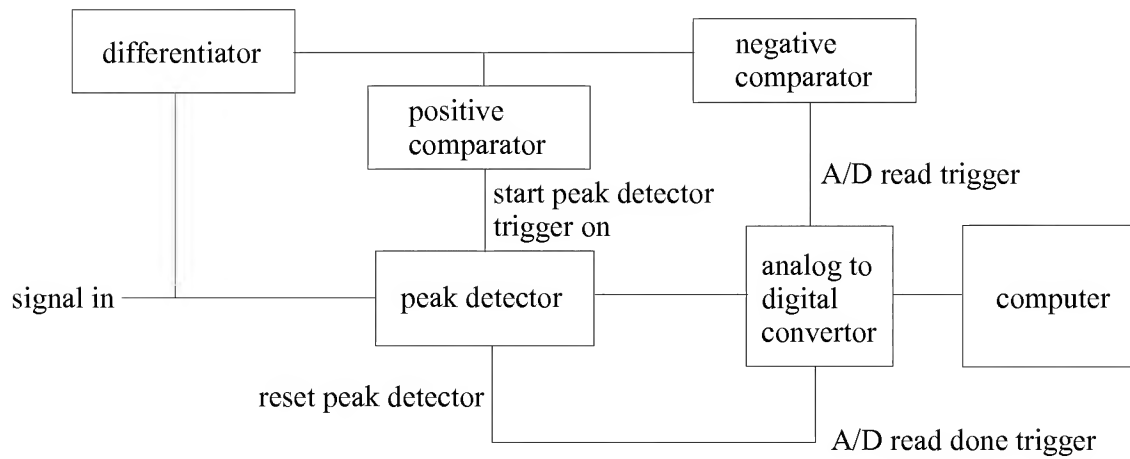 differentiator
negative
comparator
positive
comparator
A/D read trigger
start peak detector
trigger on
signal in
peak detector
analog to
digital
convertor
computer
reset peak detector
A/D read done trigger